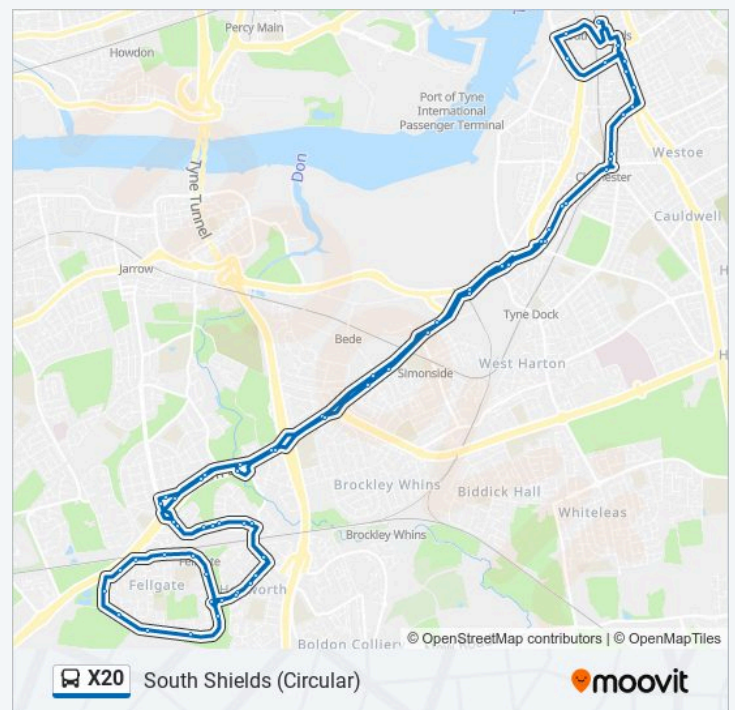 Percy Main
Howdon
Port of Tyne
International
Passenger Terminal
Don
Westoe
Tyne Tunnel
Chichester
Cauldwell
Jarrow
Tyne Dock
Bede
West Harton
Simonside
Brockley Whins
Biddick Hall
Whiteleas
Brockley Whins
Fellgate
Fellgate
Boldon Colliery
© OpenStreetMap contributors | © OpenMapTiles
X20 South Shields (Circular)
moovit